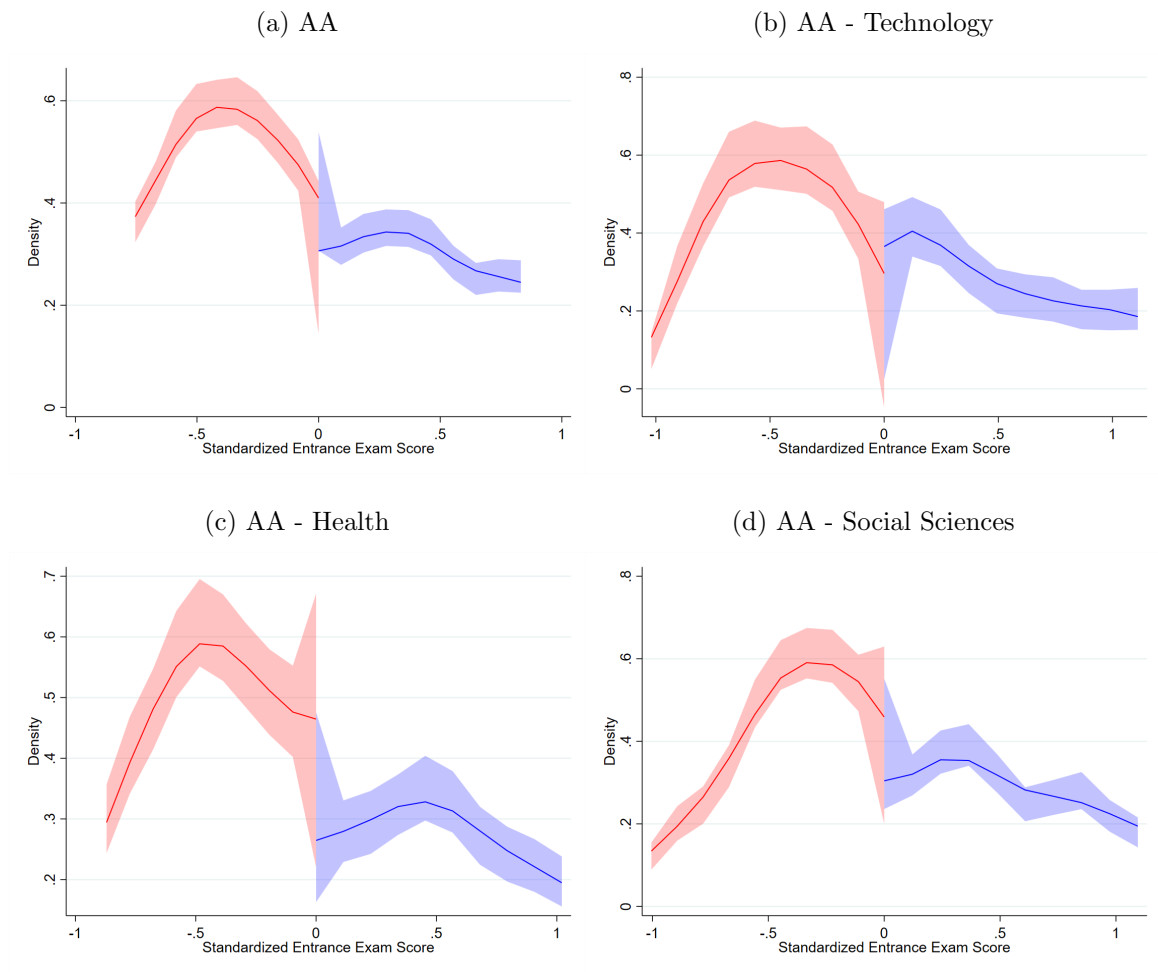 (a) AA
Density
0 .2 .4 .6
-1 -.5 0 .5 1
Standardized Entrance Exam Score
(b) AA - Technology
Density
0 .2 .4 .6 .8
-1 -.5 0 .5 1
Standardized Entrance Exam Score
(c) AA - Health
Density
.2 .3 .4 .5 .6 .7
-1 -.5 0 .5 1
Standardized Entrance Exam Score
(d) AA - Social Sciences
Density
0 .2 .4 .6 .8
-1 -.5 0 .5 1
Standardized Entrance Exam Score